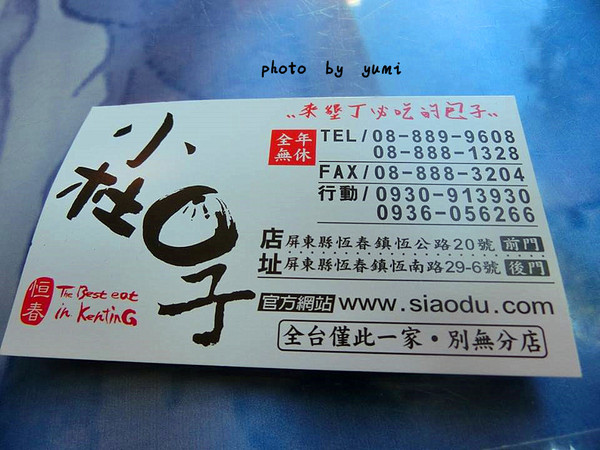 photo by yumi
來墾丁必吃的包子
全年無休
TEL/08-889-9608
08-888-1328
FAX/08-888-3204
行動/0930-913930
0936-056266
店址
屏東縣恆春鎮恆公路20號 前門
屏東縣恆春鎮恆南路29-6號 後門
官方網站 www.siaodu.com
全台僅此一家・別無分店
小杜包子
恒春
The Best eat
in KentinG